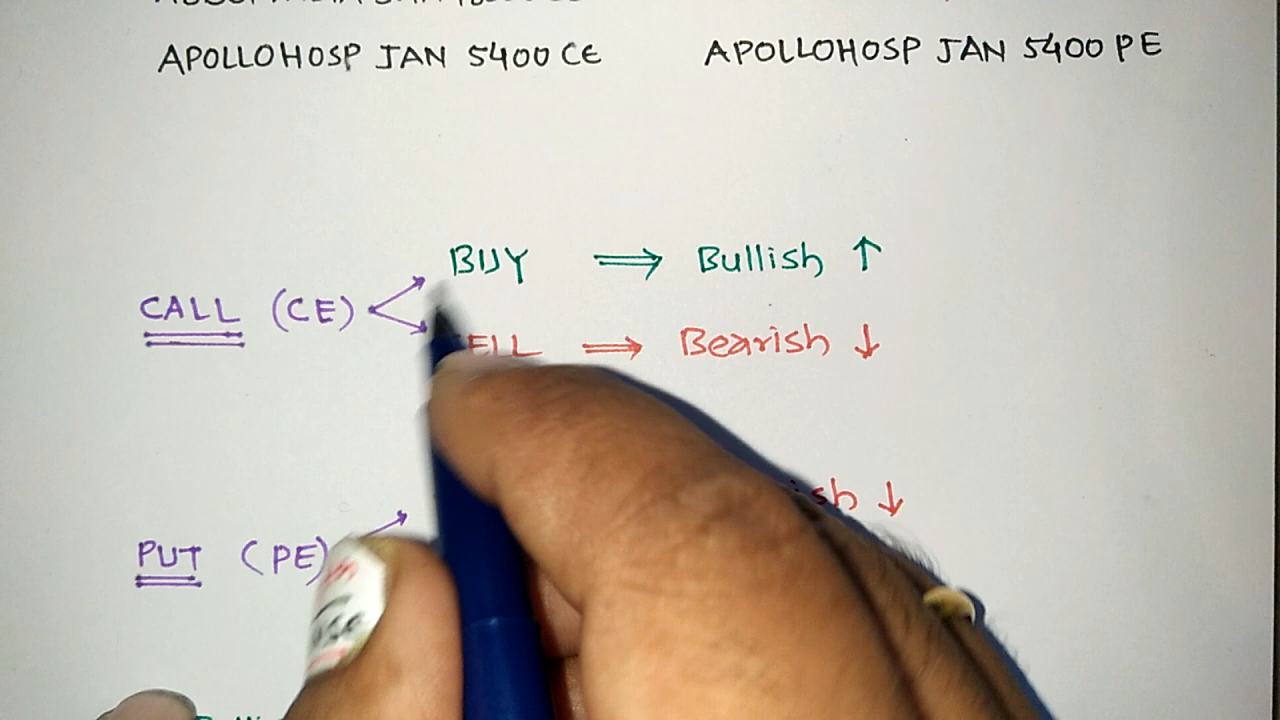 APOLLOHOSP JAN 5400 CE APOLLOHOSP JAN 5400 PE
BUY ⇒ Bullish ↑
CALL (CE)
⇒ Bearish ↓
↓
PUT (PE)